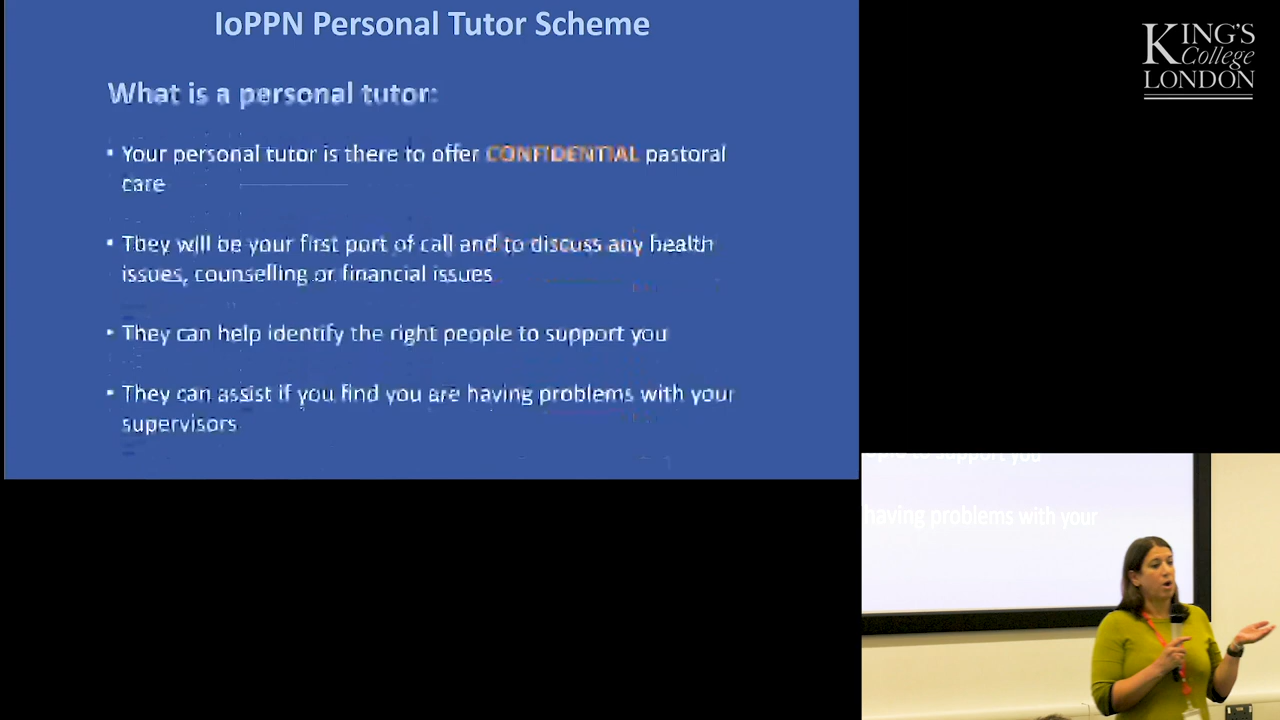 IoPPN Personal Tutor Scheme
What is a personal tutor:
▪ Your personal tutor is there to offer CONFIDENTIAL pastoral
care
▪ They will be your first port of call and to discuss any health
issues, counselling or financial issues
▪ They can help identify the right people to support you
▪ They can assist if you find you are having problems with your
supervisors
KING'S
College
LONDON
to support you
having problems with your